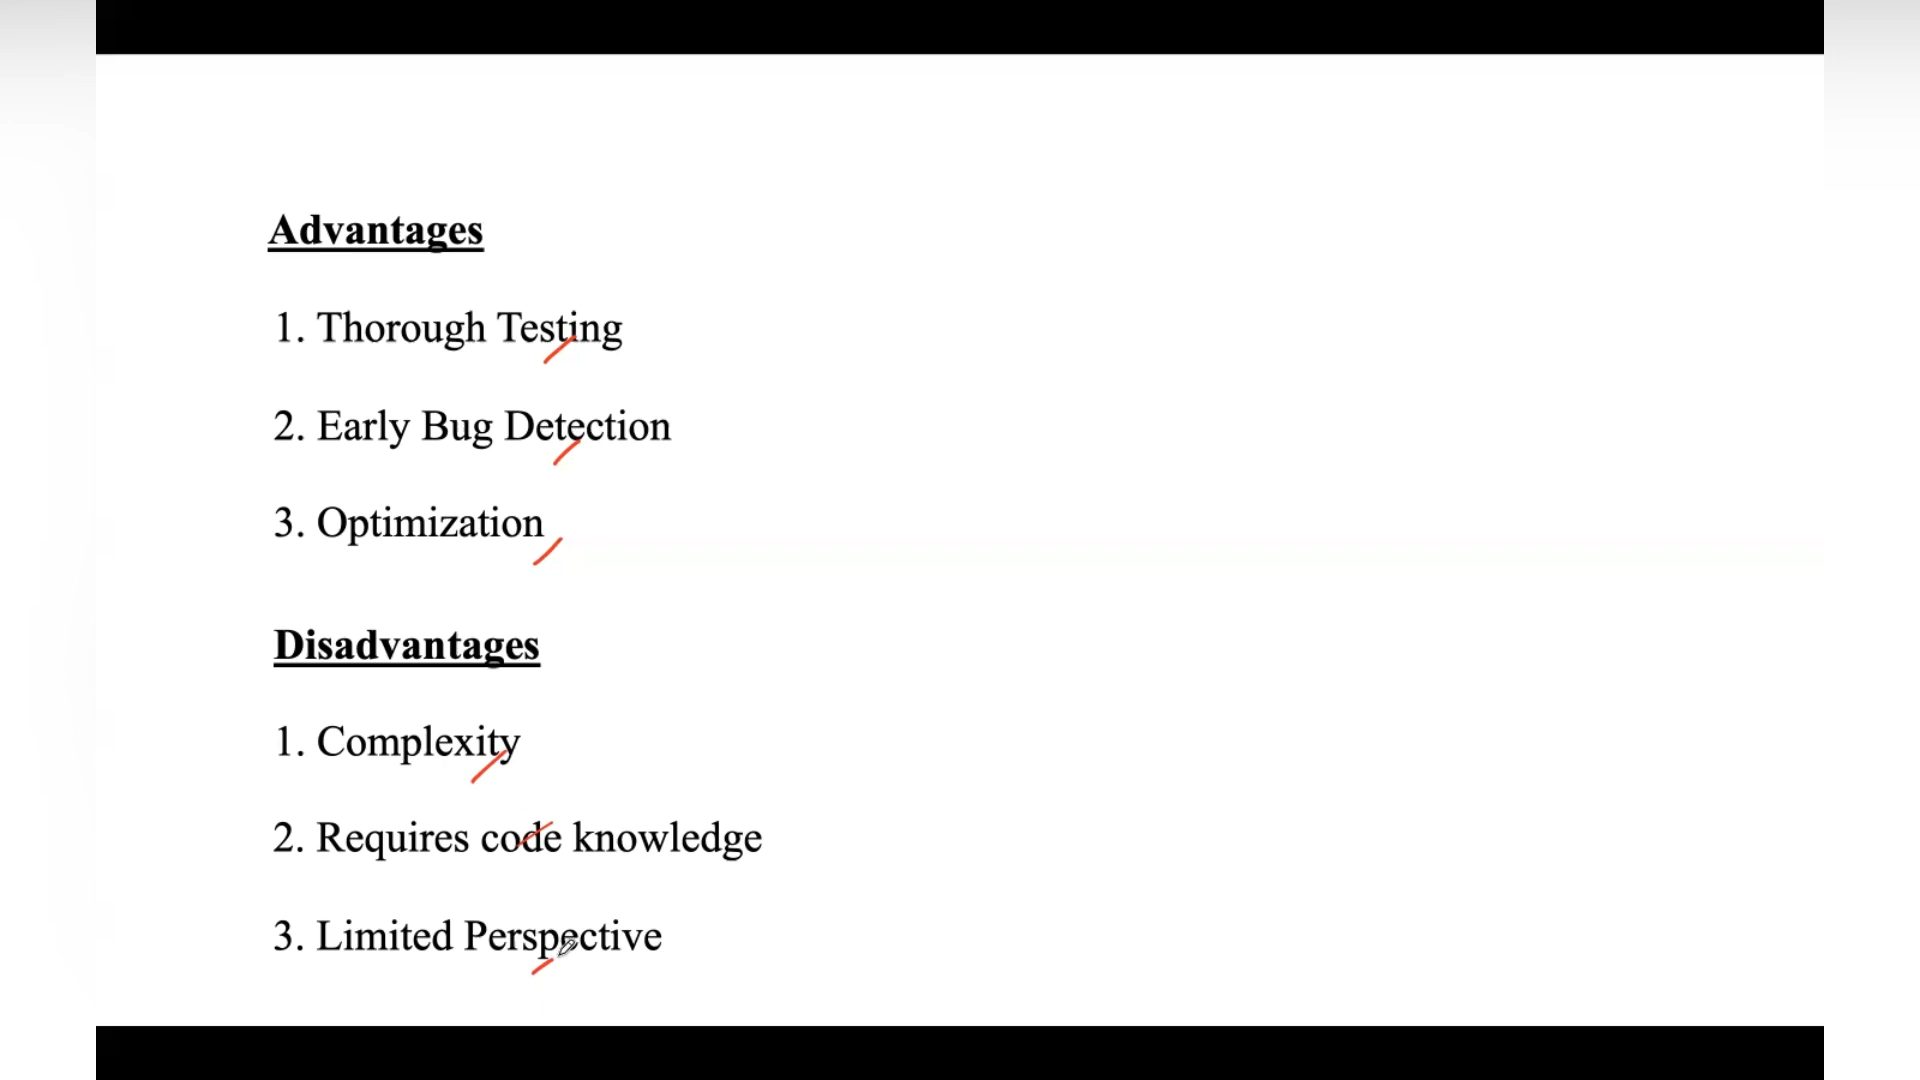 Advantages
1. Thorough Testing
2. Early Bug Detection
3. Optimization
Disadvantages
1. Complexity
2. Requires code knowledge
3. Limited Perspective